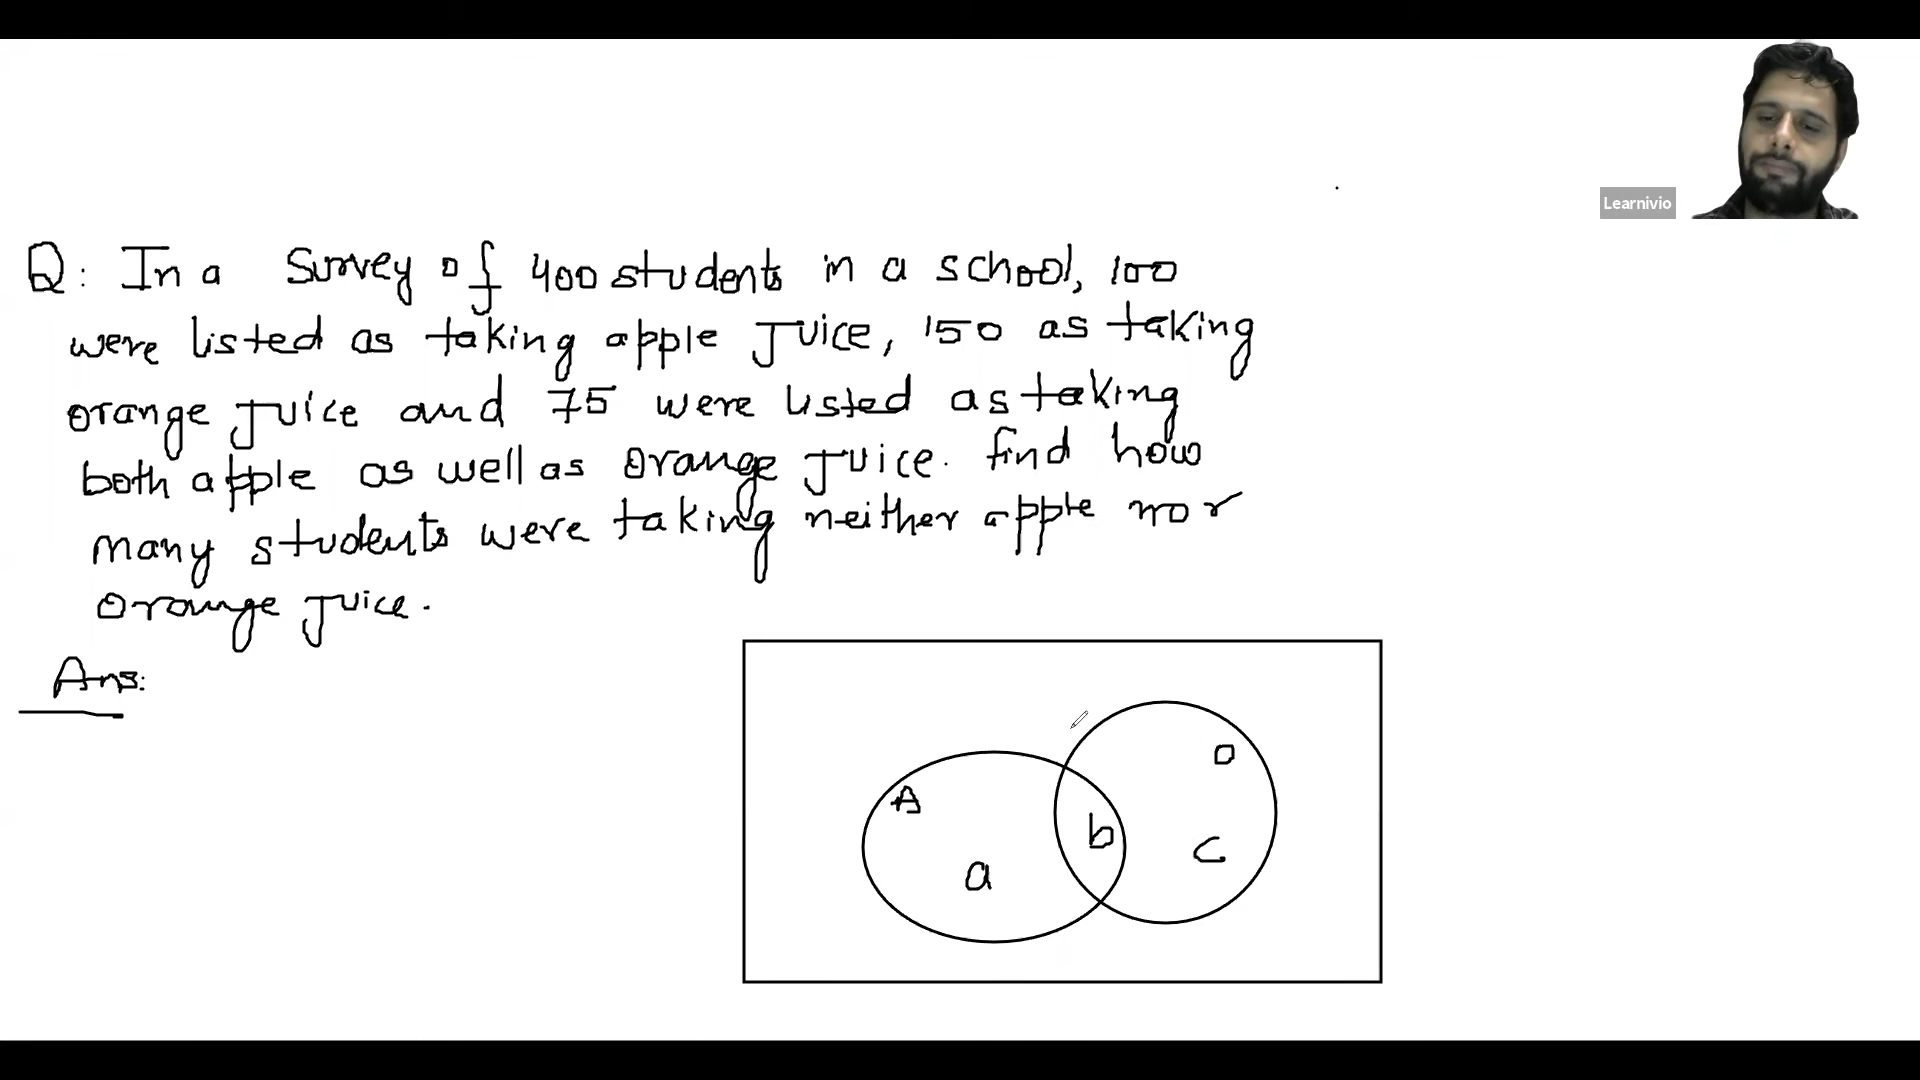 Learnivio
Q: In a survey of 400 students in a school, 100
were listed as taking apple juice, 150 as taking
orange juice and 75 were listed as taking
both apple as well as orange juice. find how
many students were taking neither apple nor
orange juice.
Ans:
O
A
b
c
a